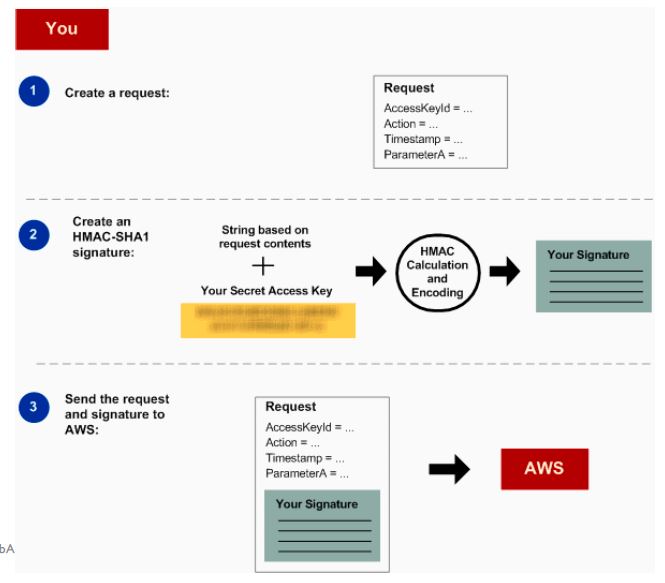 You
1
Create a request:
Request
AccessKeyId = ...
Action = ...
Timestamp = ...
ParameterA = ...
2
Create an
HMAC-SHA1
signature:
String based on
request contents
+
Your Secret Access Key
HMAC
Calculation
and
Encoding
Your Signature
3
Send the request
and signature to
AWS:
Request
AccessKeyId = ...
Action = ...
Timestamp = ...
ParameterA = ...
Your Signature
AWS
bA